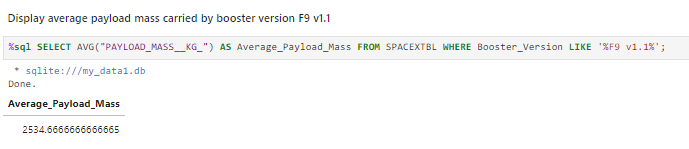 Display average payload mass carried by booster version F9 v1.1
%sql SELECT AVG("PAYLOAD_MASS__KG_") AS Average_Payload_Mass FROM SPACEXTBL WHERE Booster_Version LIKE '%F9 v1.1%';
* sqlite:///my_data1.db
Done.
Average_Payload_Mass
2534.6666666666665